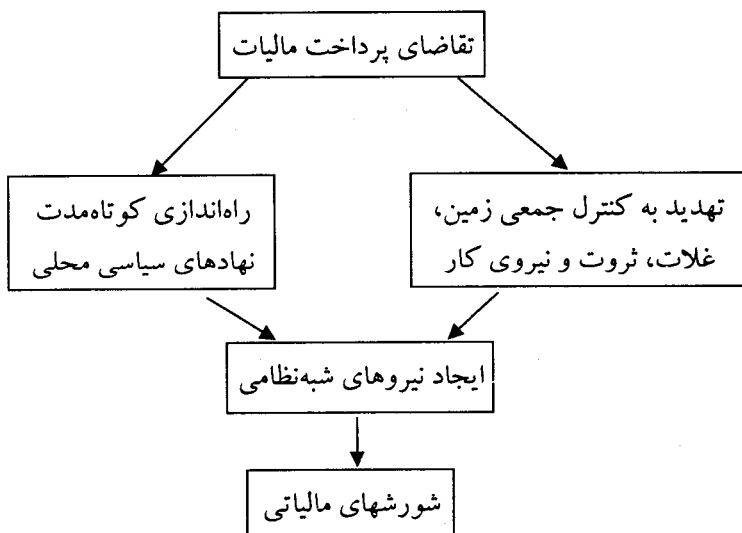 تقاضای پرداخت مالیات
تهدید به کنترل جمعی زمین،
غلات، ثروت و نیروی کار
راه‌اندازی کوتاه‌مدت
نهادهای سیاسی محلی
ایجاد نیروهای شبه‌نظامی
شورشهای مالیاتی